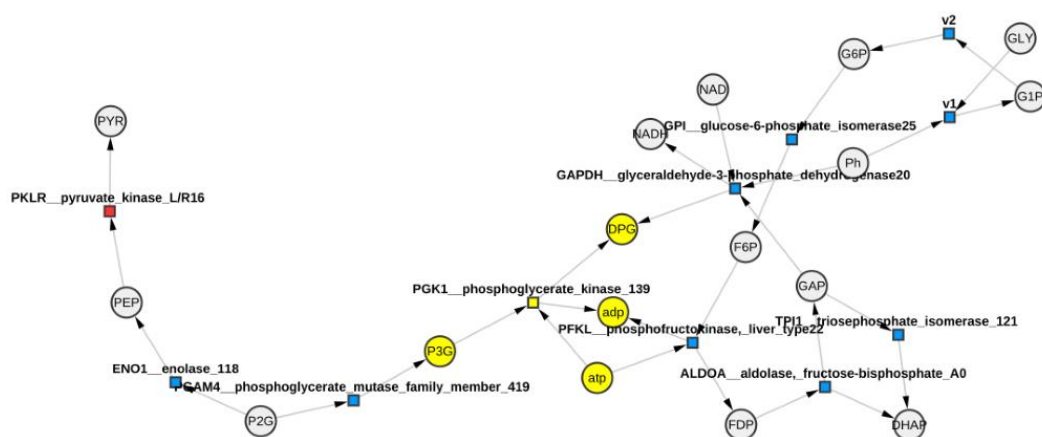 v2
GLY
G6P
G1P
NAD
v1
PYR
GPI__glucose-6-phosphate_isomerase25
NADH
Ph
GAPDH__glyceraldehyde-3-phosphate_dehydrogenase20
PKLR__pyruvate_kinase_L/R16
DPG
F6P
PGK1__phosphoglycerate_kinase_139
GAP
PEP
adp
TPI1__triosephosphate_isomerase_121
PFKL__phosphofructokinase,_liver_type22
P3G
ENO1__enolase_118
atp
ALDOA__aldolase,_fructose-bisphosphate_A0
PGAM4__phosphoglycerate_mutase_family_member_419
P2G
FDP
DHAP